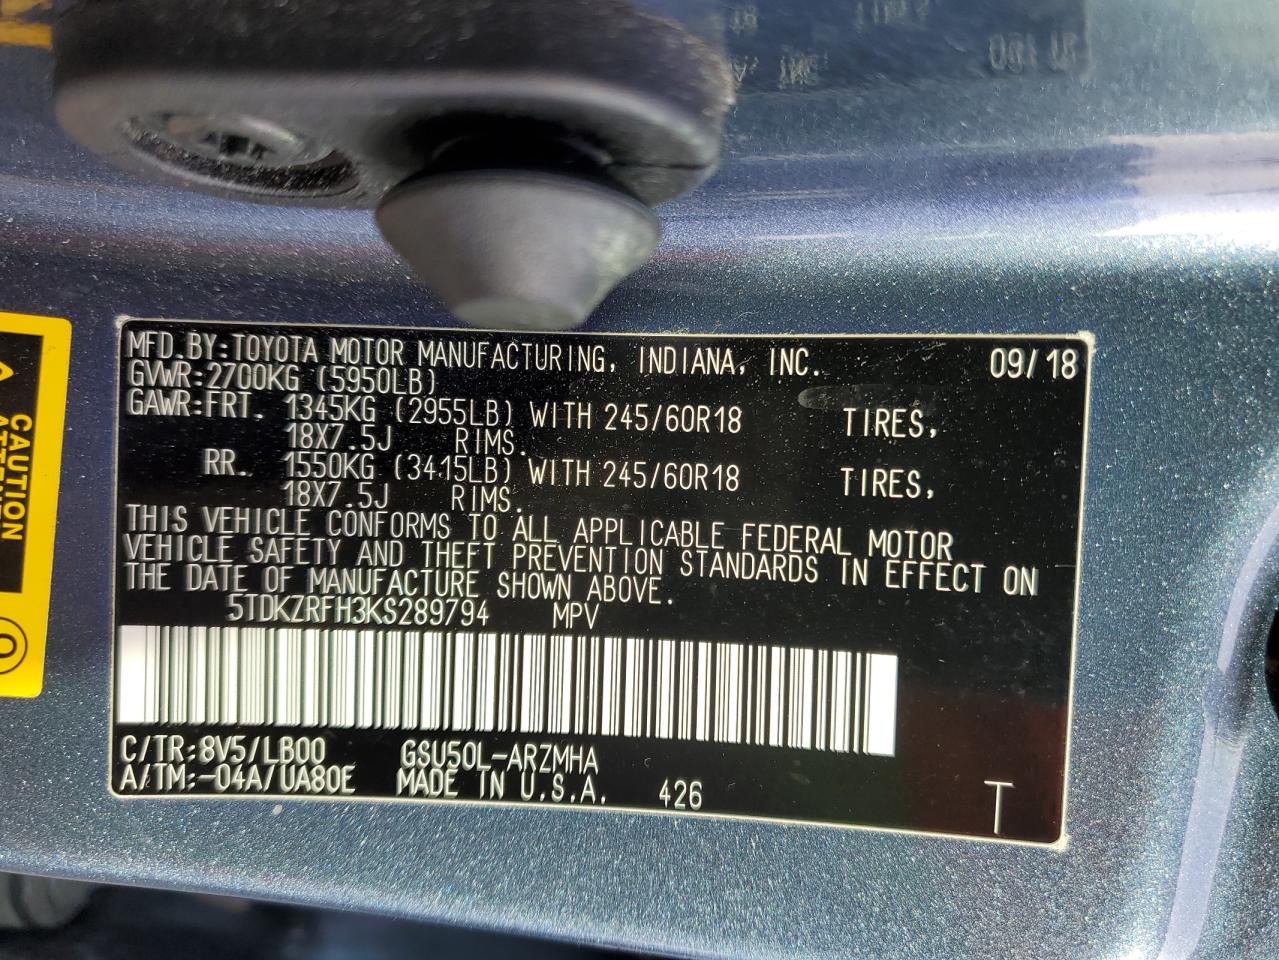 MFD.BY:TOYOTA MOTOR MANUFACTURING, INDIANA, INC. 09/18
GVWR:2700KG (5950LB)
GAWR:FRT. 1345KG (2955LB) WITH 245/60R18 TIRES,
18X7.5J RIMS.
RR. 1550KG (3415LB) WITH 245/60R18 TIRES,
18X7.5J RIMS.
THIS VEHICLE CONFORMS TO ALL APPLICABLE FEDERAL MOTOR
VEHICLE SAFETY AND THEFT PREVENTION STANDARDS IN EFFECT ON
THE DATE OF MANUFACTURE SHOWN ABOVE.
5TDKZRFH3KS289794 MPV
C/TR:8V5/LB00 GSU50L-ARZMHA
A/TM:-04A/UA80E MADE IN U.S.A. 426
T
CAUTION